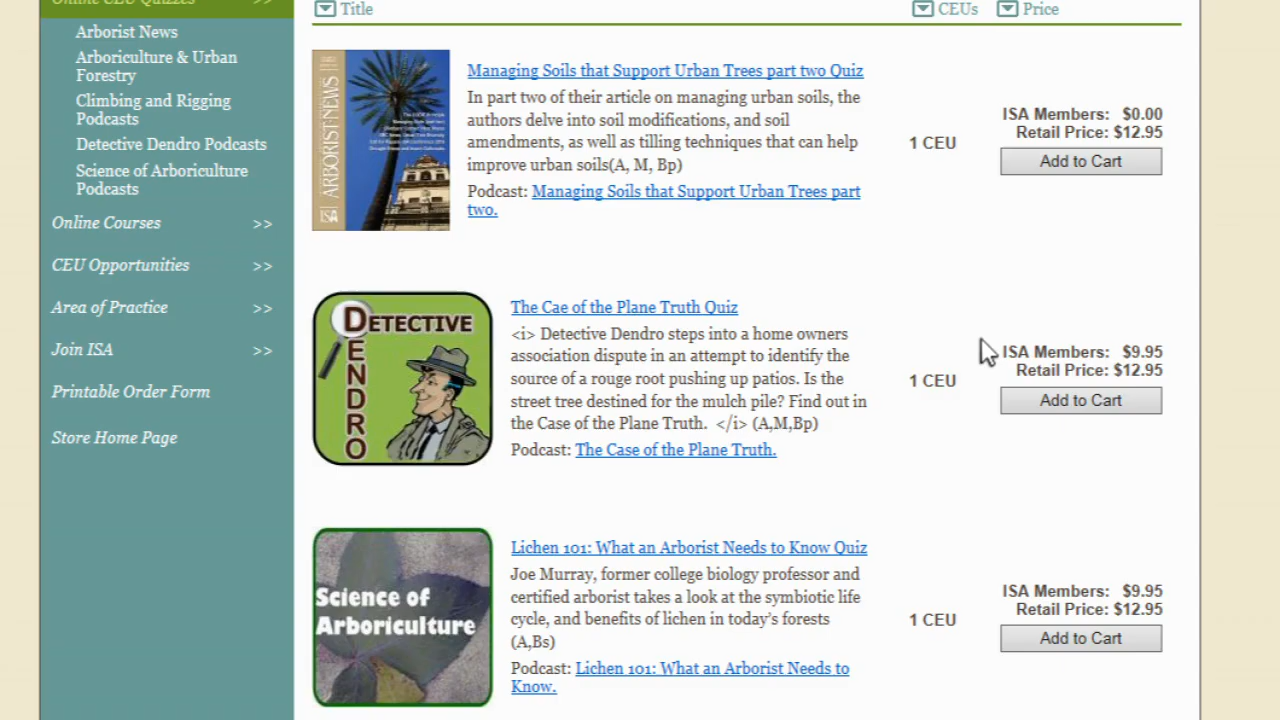 Online CEU Quizzes >>
Arborist News
Arboriculture & Urban
Forestry
Climbing and Rigging
Podcasts
Detective Dendro Podcasts
Science of Arboriculture
Podcasts
Online Courses >>
CEU Opportunities >>
Area of Practice >>
Join ISA >>
Printable Order Form
Store Home Page
Title CEUs Price
ARBORIST·NEWS
ISA
Managing Soils that Support Urban Trees part two Quiz
In part two of their article on managing urban soils, the
authors delve into soil modifications, and soil
amendments, as well as tilling techniques that can help
improve urban soils(A, M, Bp)
Podcast: Managing Soils that Support Urban Trees part
two.
1 CEU
ISA Members: $0.00
Retail Price: $12.95
Add to Cart
DETECTIVE
DENDRO
The Cae of the Plane Truth Quiz
<i> Detective Dendro steps into a home owners
association dispute in an attempt to identify the
source of a rouge root pushing up patios. Is the
street tree destined for the mulch pile? Find out in
the Case of the Plane Truth. </i> (A,M,Bp)
Podcast: The Case of the Plane Truth.
1 CEU
ISA Members: $9.95
Retail Price: $12.95
Add to Cart
Science of
Arboriculture
Lichen 101: What an Arborist Needs to Know Quiz
Joe Murray, former college biology professor and
certified arborist takes a look at the symbiotic life
cycle, and benefits of lichen in today's forests
(A,Bs)
Podcast: Lichen 101: What an Arborist Needs to
Know.
1 CEU
ISA Members: $9.95
Retail Price: $12.95
Add to Cart